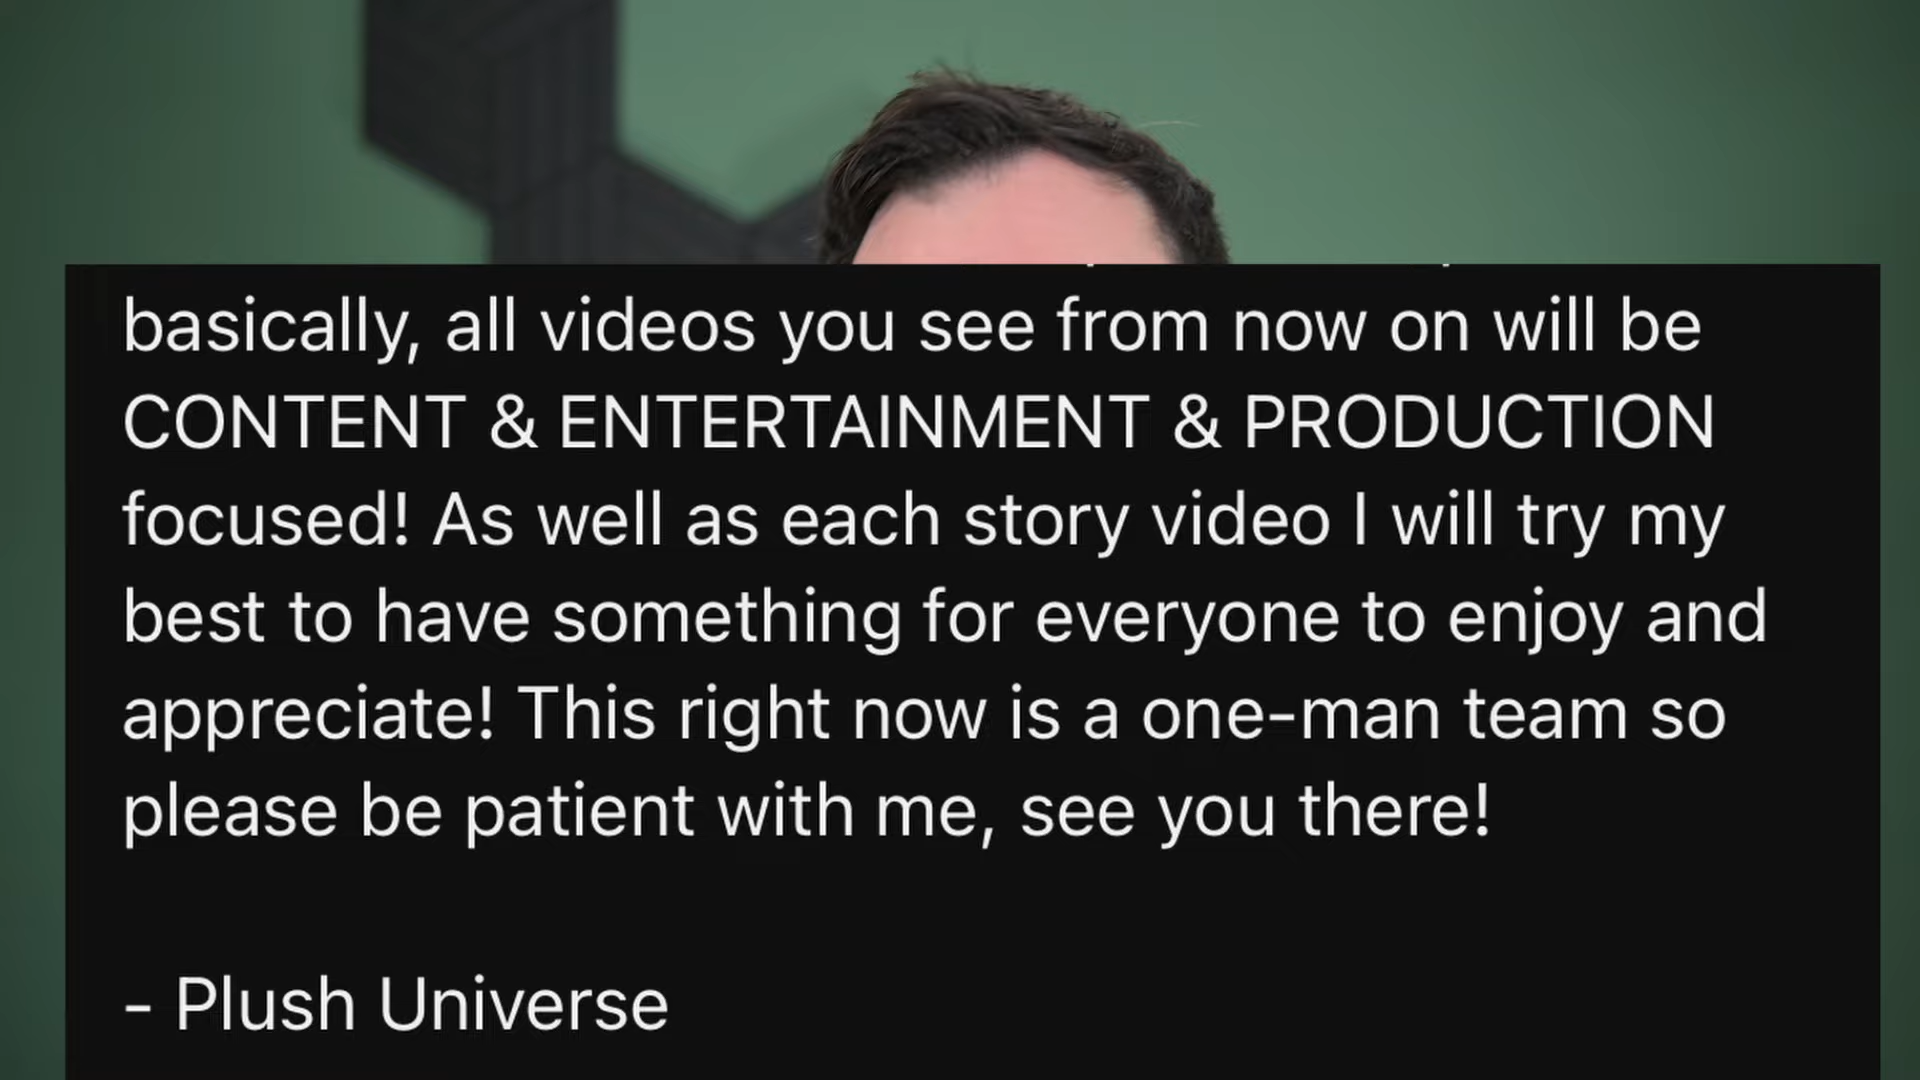 basically, all videos you see from now on will be
CONTENT & ENTERTAINMENT & PRODUCTION
focused! As well as each story video I will try my
best to have something for everyone to enjoy and
appreciate! This right now is a one-man team so
please be patient with me, see you there!
- Plush Universe